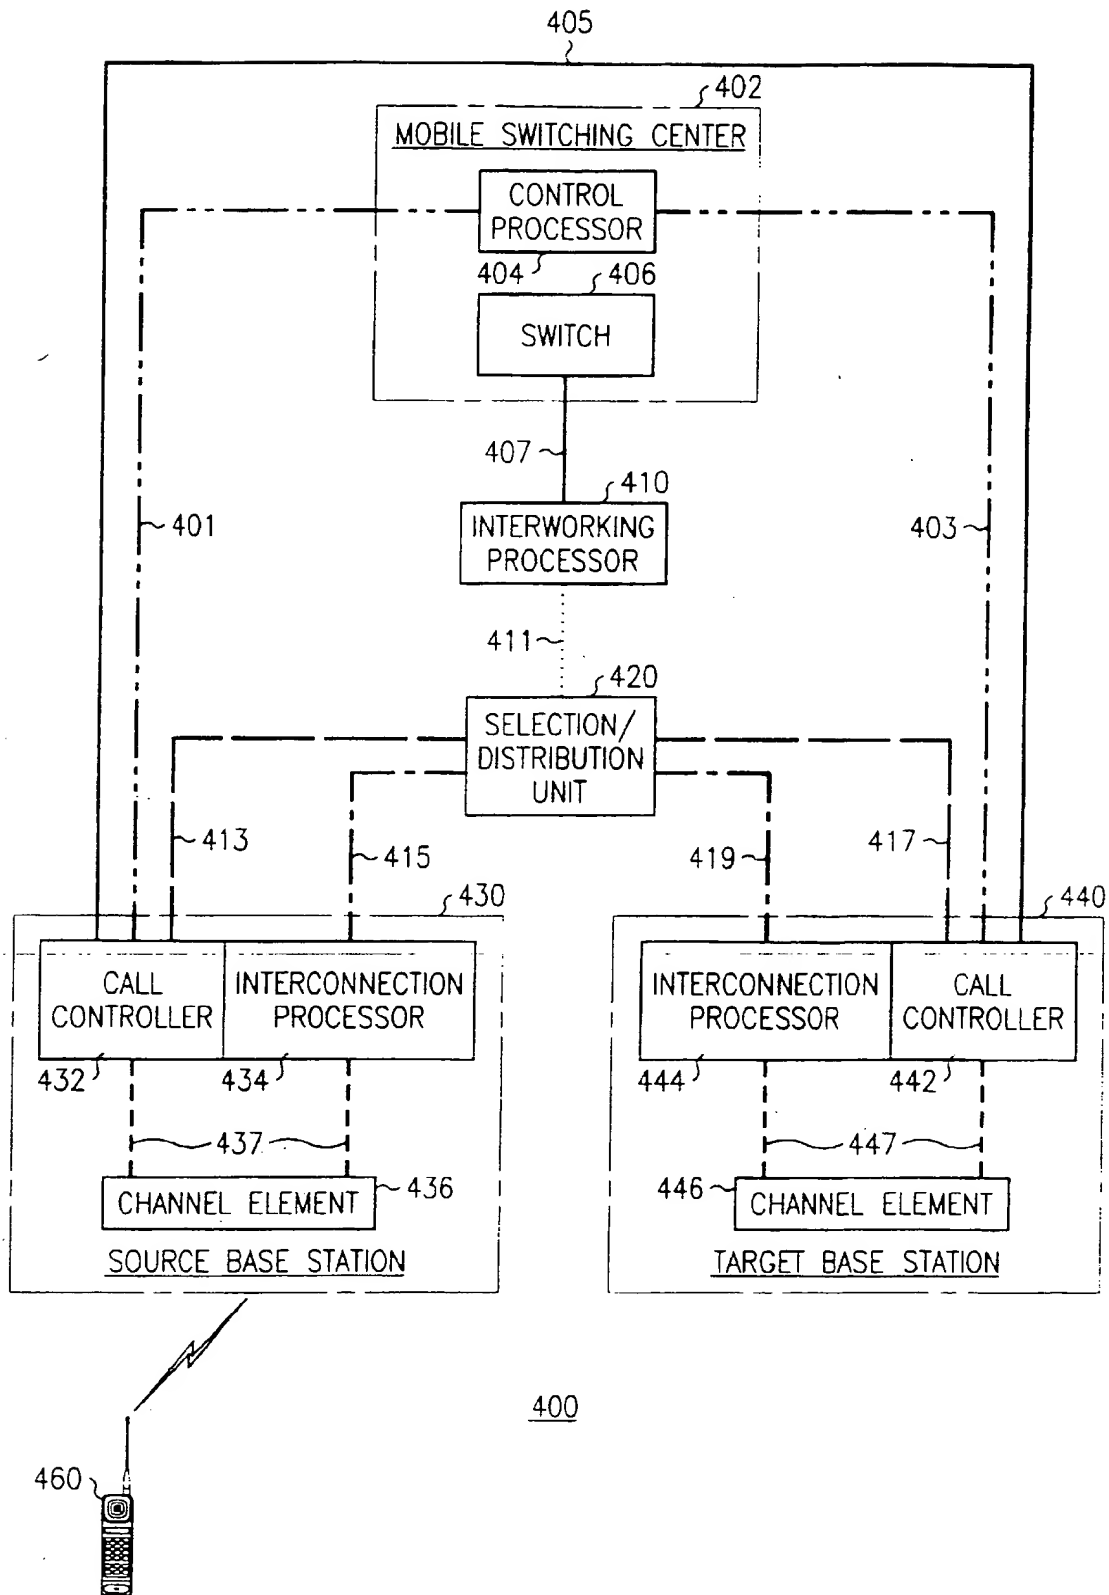 405
402
MOBILE SWITCHING CENTER
CONTROL
PROCESSOR
404
406
SWITCH
407
410
INTERWORKING
PROCESSOR
401
403
411
420
SELECTION/
DISTRIBUTION
UNIT
413
415
419
417
430
440
CALL
CONTROLLER
INTERCONNECTION
PROCESSOR
INTERCONNECTION
PROCESSOR
CALL
CONTROLLER
432
434
444
442
437
447
CHANNEL ELEMENT
436
446
CHANNEL ELEMENT
SOURCE BASE STATION
TARGET BASE STATION
400
460